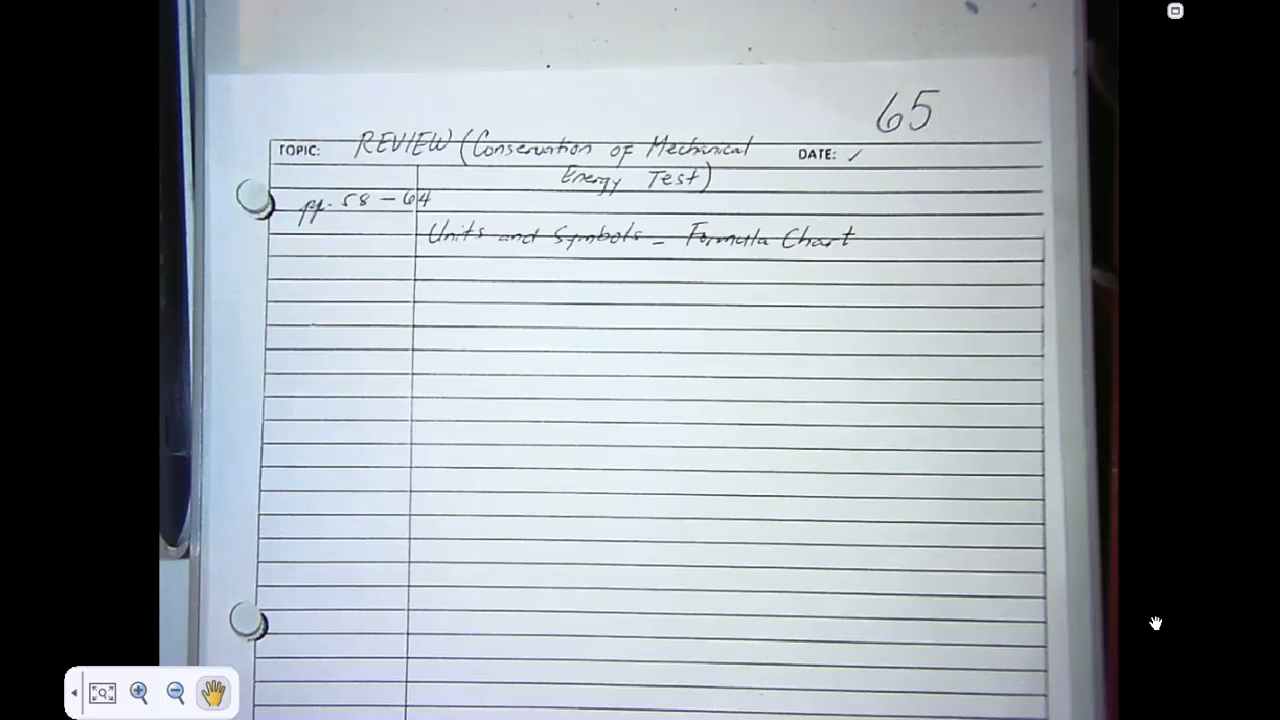 65
TOPIC: REVIEW (Conservation of Mechanical DATE: ✓
Energy Test)
pp. 58 - 64
Units and Symbols - Formula Chart